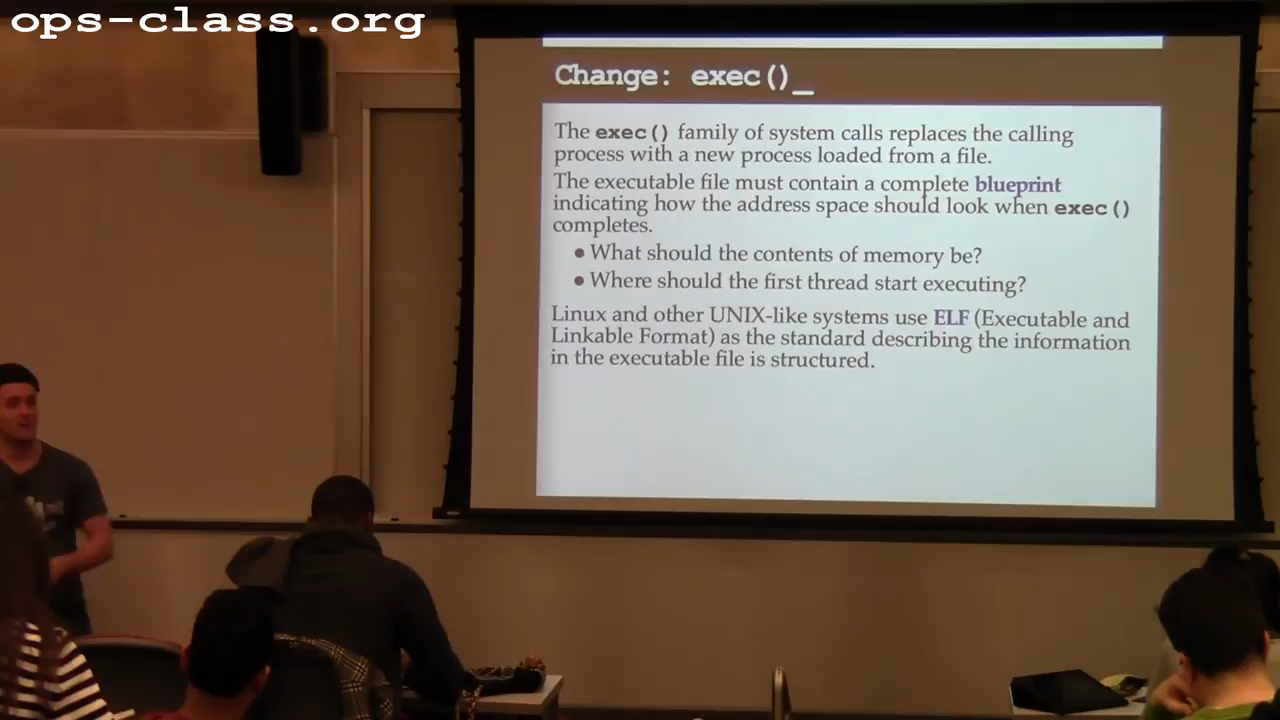 ops-class.org
Change: exec()_
The exec() family of system calls replaces the calling
process with a new process loaded from a file.
The executable file must contain a complete blueprint
indicating how the address space should look when exec()
completes.
• What should the contents of memory be?
• Where should the first thread start executing?
Linux and other UNIX-like systems use ELF (Executable and
Linkable Format) as the standard describing the information
in the executable file is structured.